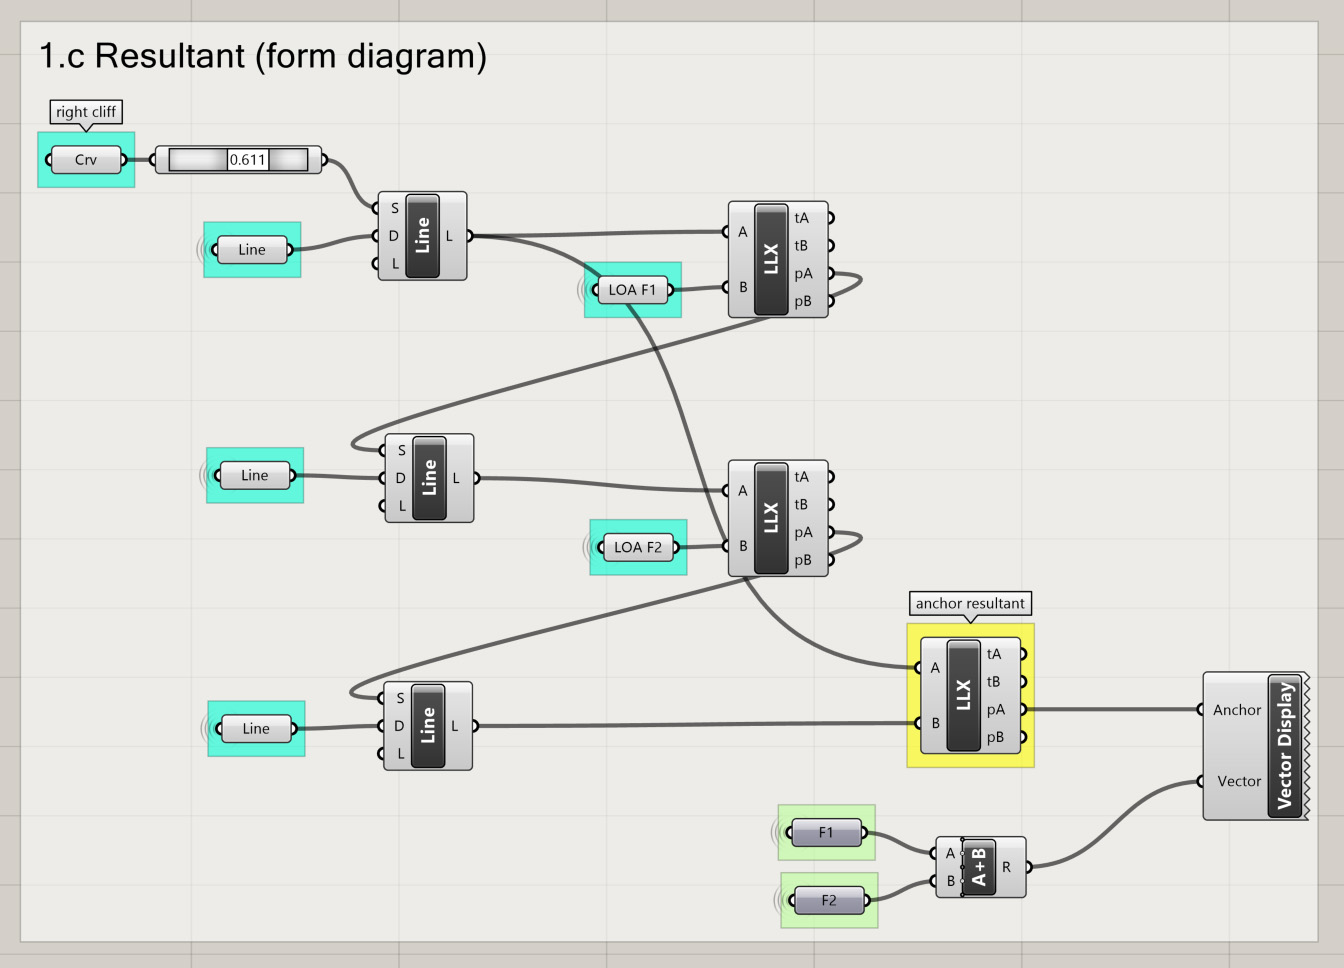 1.c Resultant (form diagram)
right cliff
Crv
0.611
Line
S
D
L
Line
L
LOA F1
A
B
LLX
tA
tB
pA
pB
Line
S
D
L
Line
L
LOA F2
A
B
LLX
tA
tB
pA
pB
Line
S
D
L
Line
L
anchor resultant
A
B
LLX
tA
tB
pA
pB
Anchor
Vector
Vector Display
F1
F2
A
B
A+B
R